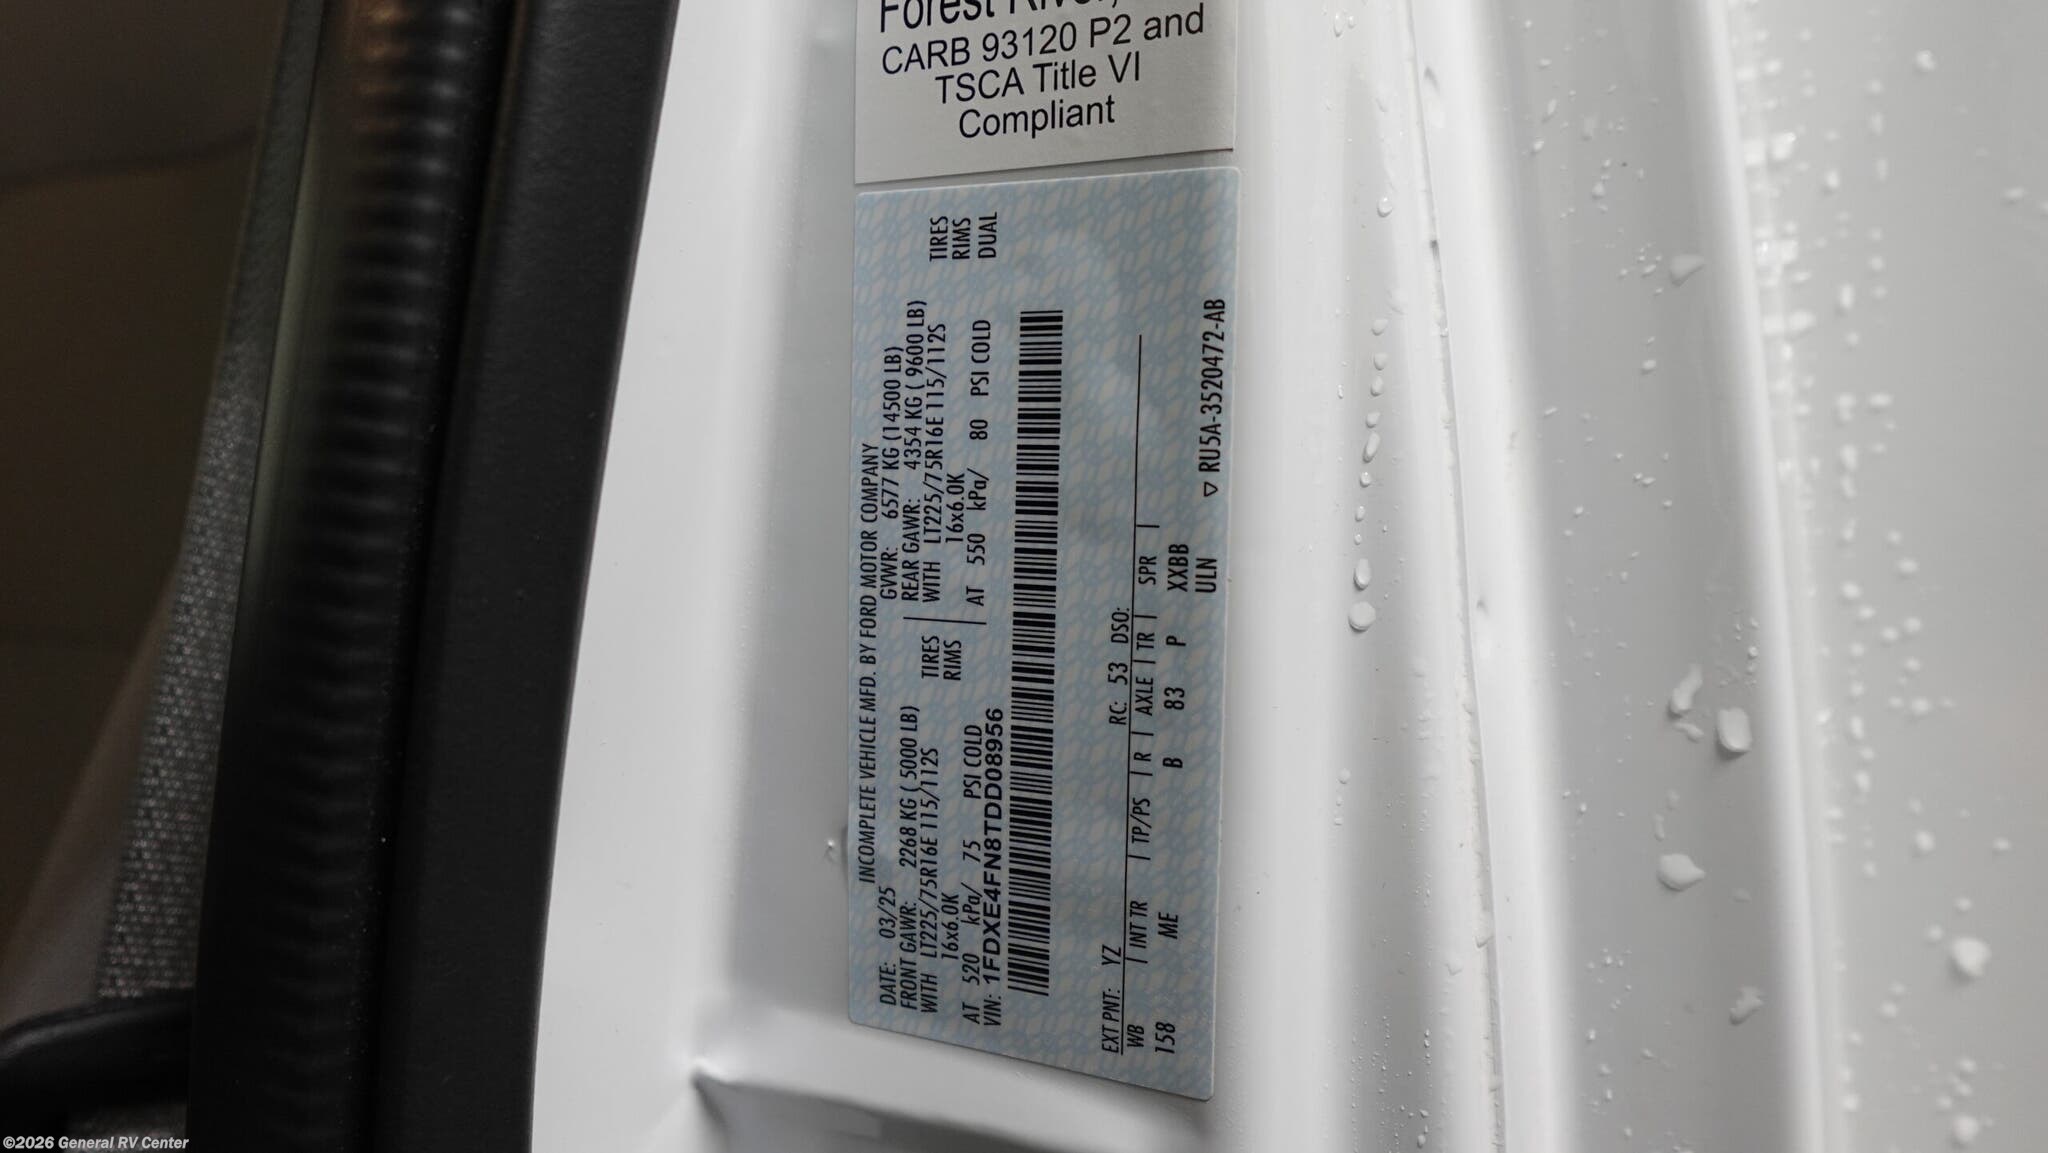 Forest River,
CARB 93120 P2 and
TSCA Title VI
Compliant
INCOMPLETE VEHICLE MFD. BY FORD MOTOR COMPANY
DATE: 03/25 GVWR: 6577 KG (14500 LB)
FRONT GAWR: 2268 KG ( 5000 LB) REAR GAWR: 4354 KG ( 9600 LB)
WITH LT225/75R16E 115/112S TIRES WITH LT225/75R16E 115/112S TIRES
16x6.0K RIMS 16x6.0K RIMS
AT 520 kPa/ 75 PSI COLD AT 550 kPa/ 80 PSI COLD DUAL
VIN: 1FDXE4FN8TDD08956
EXT PNT: YZ RC: 53 DSO:
WB | INT TR | TP/PS | R | AXLE | TR | SPR |
158 ME B 83 P XXBB
ULN
▽ RU5A-3520472-AB
©2026 General RV Center